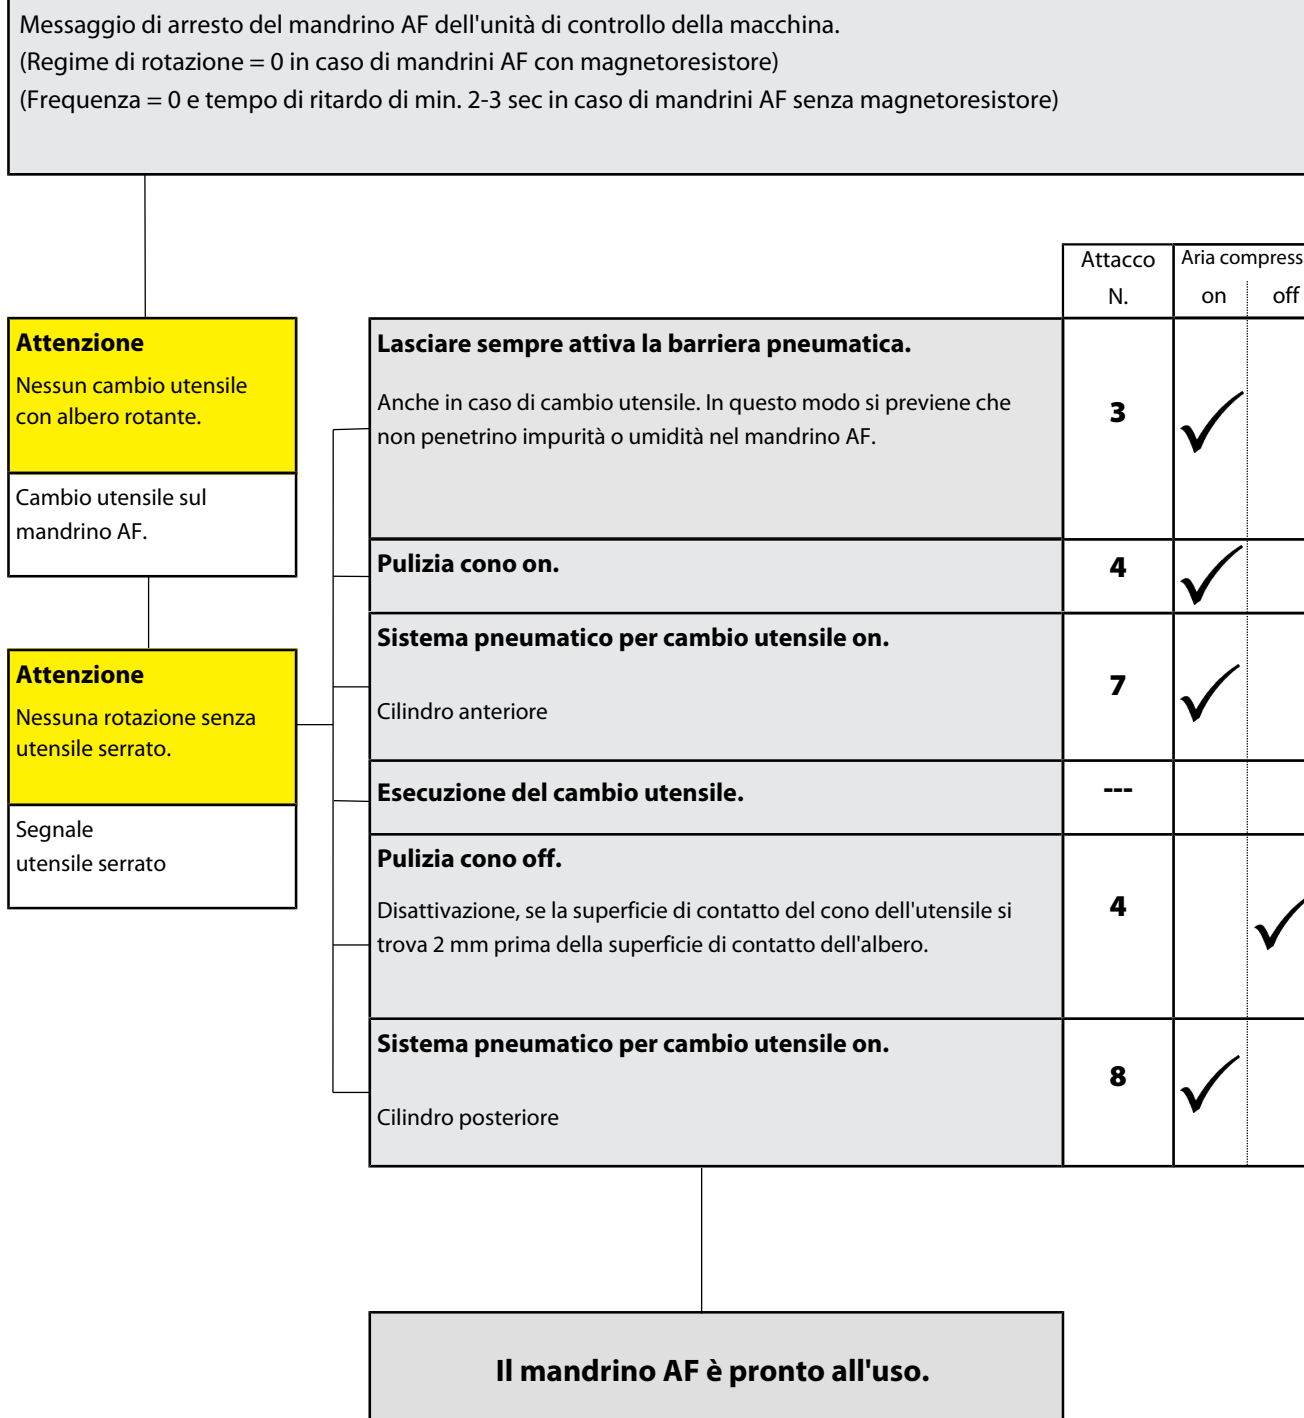 Messaggio di arresto del mandrino AF dell'unità di controllo della macchina.
(Regime di rotazione = 0 in caso di mandrini AF con magnetoresistore)
(Frequenza = 0 e tempo di ritardo di min. 2-3 sec in caso di mandrini AF senza magnetoresistore)
Attacco
N.
Aria compress
on off
Attenzione
Nessun cambio utensile
con albero rotante.
Cambio utensile sul
mandrino AF.
Attenzione
Nessuna rotazione senza
utensile serrato.
Segnale
utensile serrato
Lasciare sempre attiva la barriera pneumatica.
Anche in caso di cambio utensile. In questo modo si previene che
non penetrino impurità o umidità nel mandrino AF.
3
Pulizia cono on.
4
Sistema pneumatico per cambio utensile on.
Cilindro anteriore
7
Esecuzione del cambio utensile.
---
Pulizia cono off.
Disattivazione, se la superficie di contatto del cono dell'utensile si
trova 2 mm prima della superficie di contatto dell'albero.
4
Sistema pneumatico per cambio utensile on.
Cilindro posteriore
8
Il mandrino AF è pronto all'uso.